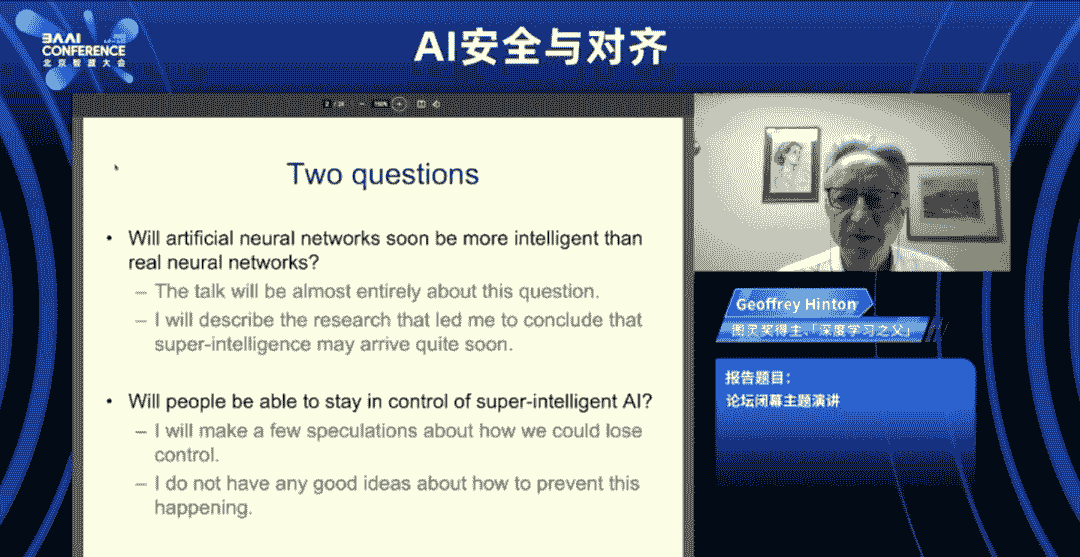 BAAI
CONFERENCE
北京智源大会
AI安全与对齐
Two questions
• Will artificial neural networks soon be more intelligent than
real neural networks?
– The talk will be almost entirely about this question.
– I will describe the research that led me to conclude that
super-intelligence may arrive quite soon.
• Will people be able to stay in control of super-intelligent AI?
– I will make a few speculations about how we could lose
control.
– I do not have any good ideas about how to prevent this
happening.
Geoffrey Hinton
图灵奖得主、「深度学习之父」
报告题目：
论坛闭幕主题演讲